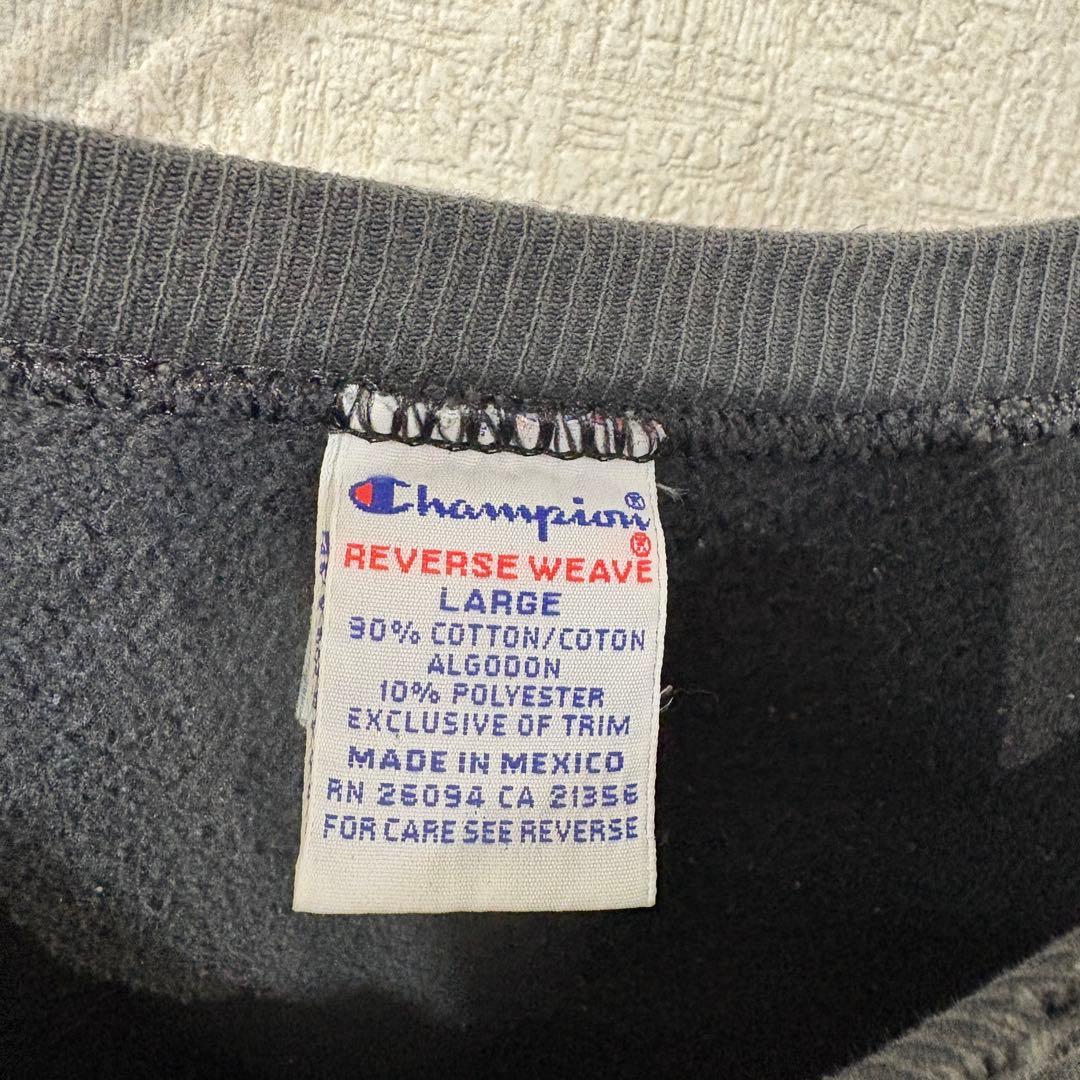 Champion®
REVERSE WEAVE®
LARGE
90% COTTON/COTON
ALGODON
10% POLYESTER
EXCLUSIVE OF TRIM
MADE IN MEXICO
RN 26094 CA 21356
FOR CARE SEE REVERSE